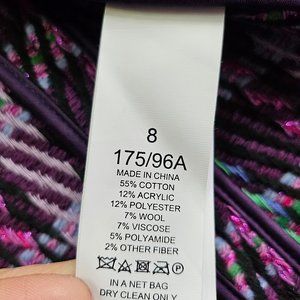 8
175/96A
MADE IN CHINA
55% COTTON
12% ACRYLIC
12% POLYESTER
7% WOOL
7% VISCOSE
5% POLYAMIDE
2% OTHER FIBER
P
IN A NET BAG
DRY CLEAN ONLY